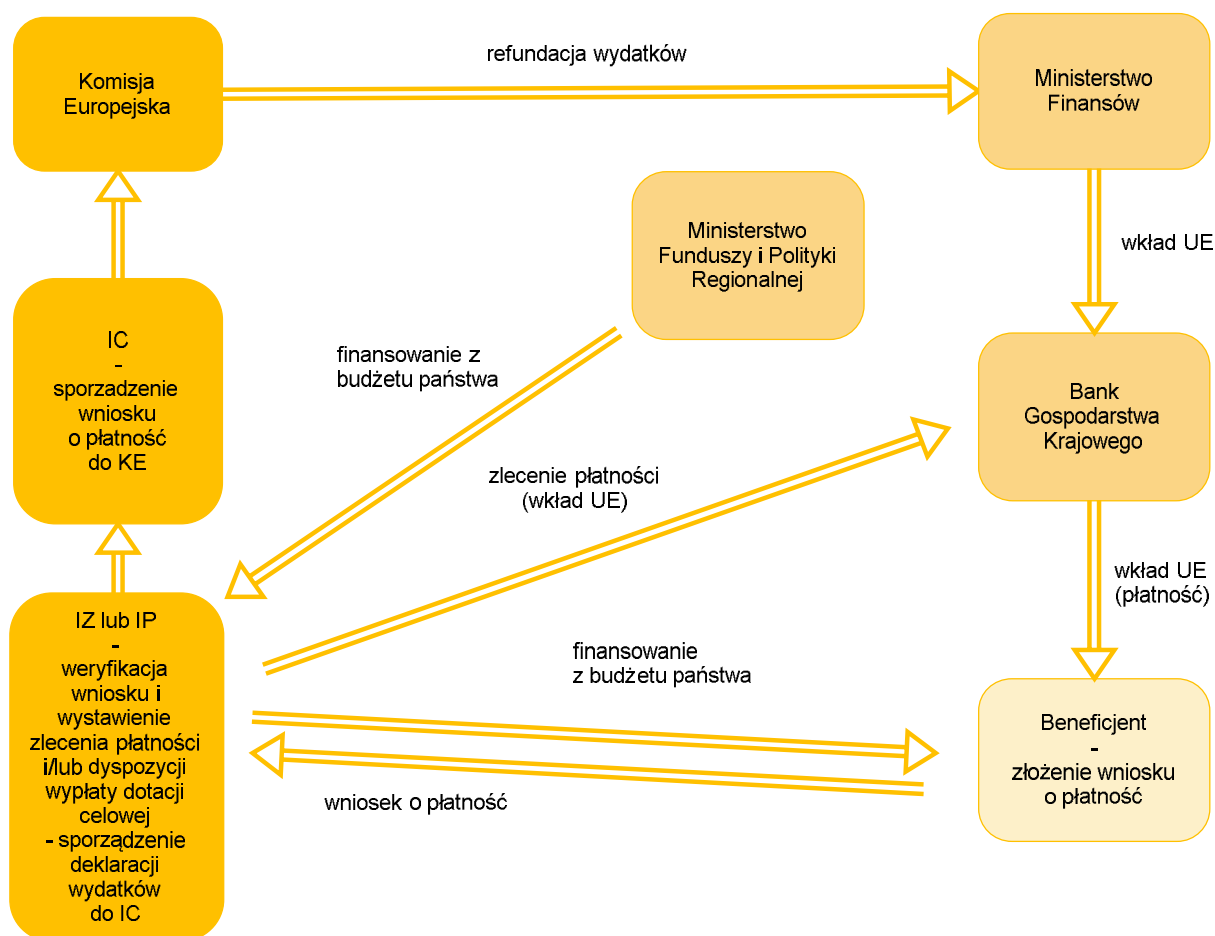 Komisja
Europejska
refundacja wydatków
Ministerstwo
Finansów
Ministerstwo
Funduszy i Polityki
Regionalnej
wkład UE
IC
-
sporzadzenie
wniosku
o płatność
do KE
finansowanie z
budżetu państwa
Bank
Gospodarstwa
Krajowego
zlecenie płatności
(wkład UE)
wkład UE
(płatność)
IZ lub IP
-
weryfikacja
wniosku i
wystawienie
zlecenia płatności
i/lub dyspozycji
wypłaty dotacji
celowej
- sporządzenie
deklaracji
wydatków
do IC
finansowanie
z budżetu państwa
wniosek o płatność
Beneficjent
-
złożenie wniosku
o płatność